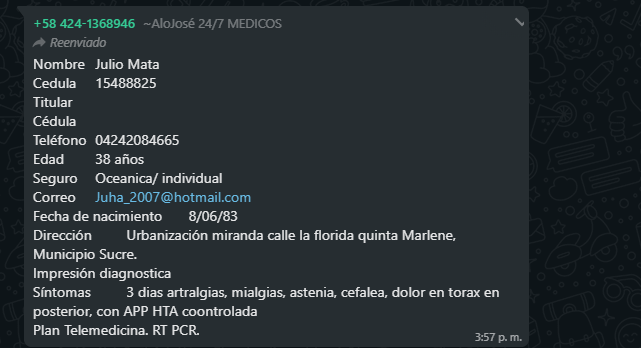 +58 424-1368946 ~AloJosé 24/7 MEDICOS
Reenviado
Nombre Julio Mata
Cedula 15488825
Titular
Cédula
Teléfono 04242084665
Edad 38 años
Seguro Oceanica/ individual
Correo Juha_2007@hotmail.com
Fecha de nacimiento 8/06/83
Dirección Urbanización miranda calle la florida quinta Marlene,
Municipio Sucre.
Impresión diagnostica
Síntomas 3 dias artralgias, mialgias, astenia, cefalea, dolor en torax en
posterior, con APP HTA coontrolada
Plan Telemedicina. RT PCR.
3:57 p. m.